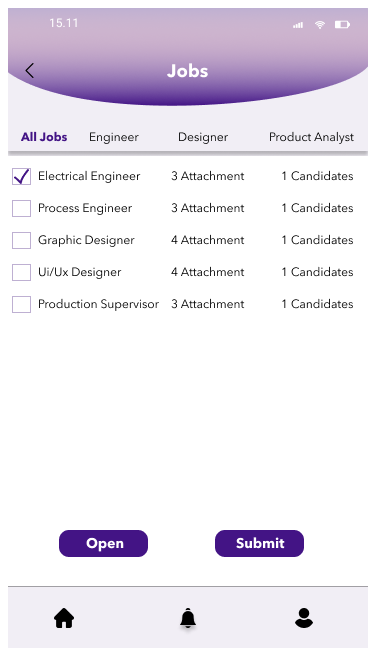 15.11
Jobs
All Jobs Engineer Designer Product Analyst
Electrical Engineer 3 Attachment 1 Candidates
Process Engineer 3 Attachment 1 Candidates
Graphic Designer 4 Attachment 1 Candidates
Ui/Ux Designer 4 Attachment 1 Candidates
Production Supervisor 3 Attachment 1 Candidates
Open Submit